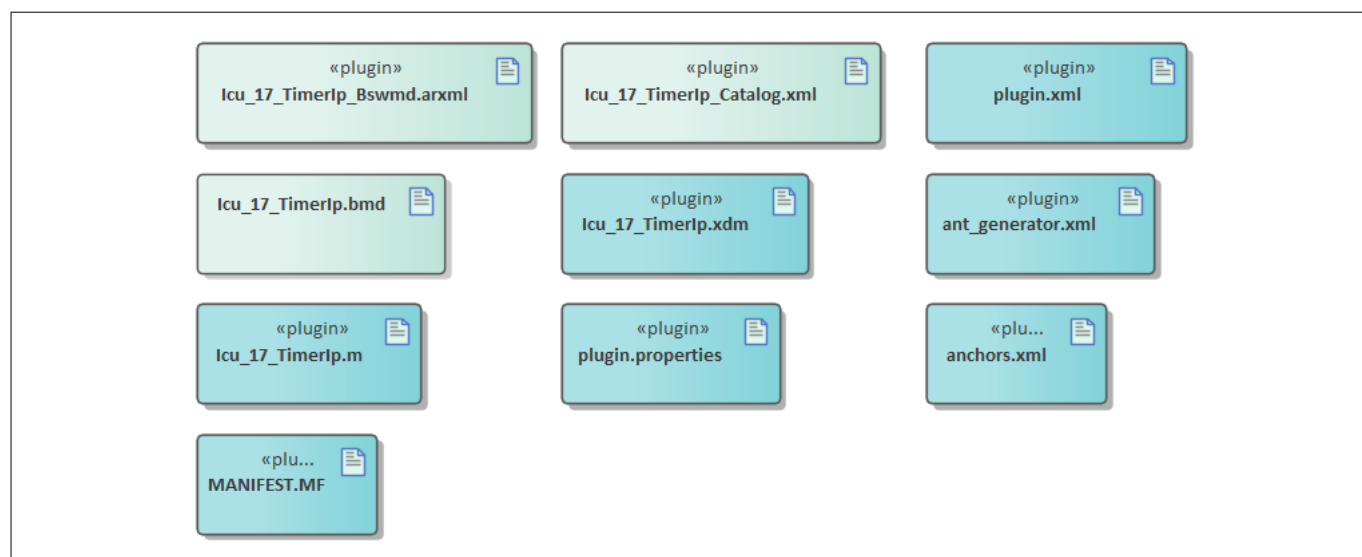 «plugin»
Icu_17_TimerIp_Bswmd.arxml
«plugin»
Icu_17_TimerIp_Catalog.xml
«plugin»
plugin.xml
Icu_17_TimerIp.bmd
«plugin»
Icu_17_TimerIp.xdm
«plugin»
ant_generator.xml
«plugin»
Icu_17_TimerIp.m
«plugin»
plugin.properties
«plu...
anchors.xml
«plu...
MANIFEST.MF